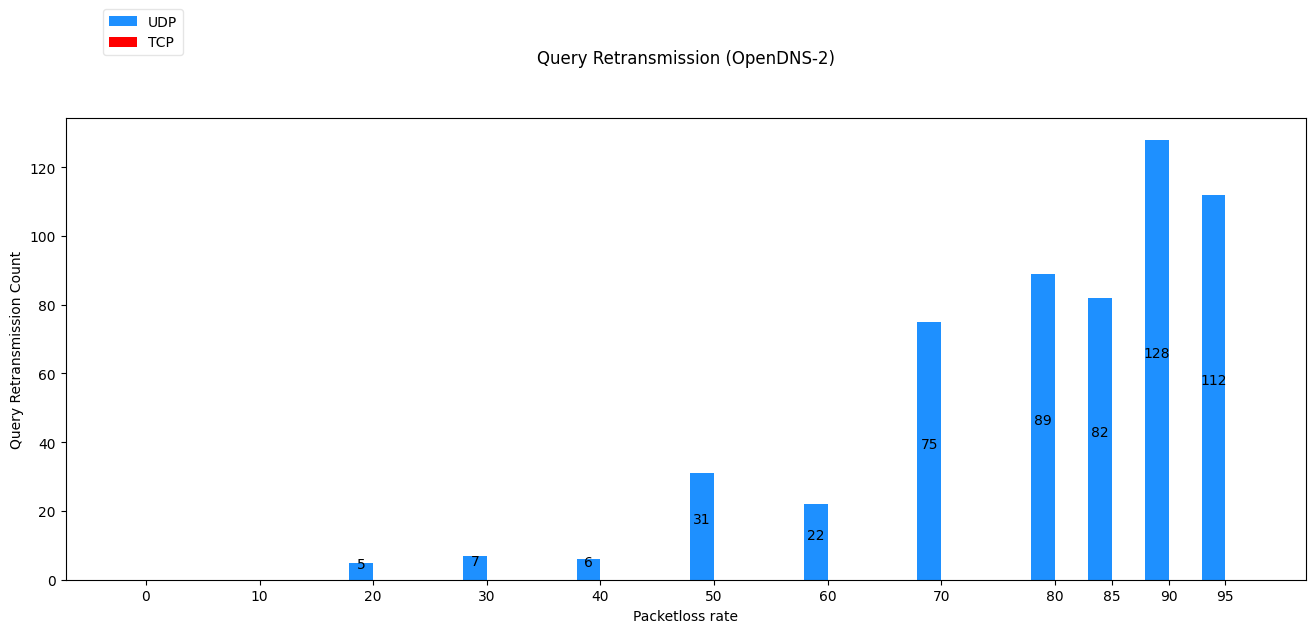 UDP
TCP
Query Retransmission (OpenDNS-2)
Query Retransmission Count
120
100
80
60
40
20
0
5
7
6
31
22
75
89
82
128
112
0 10 20 30 40 50 60 70 80 85 90 95
Packetloss rate